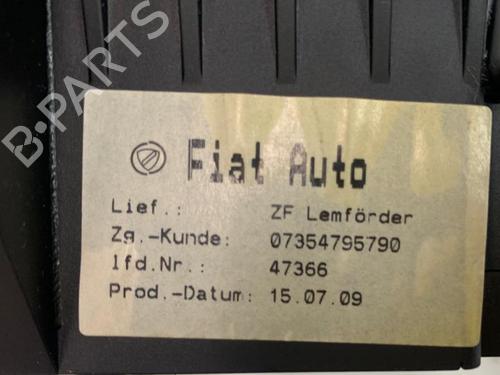 B-PARTS
Fiat Auto
Lief.: ZF Lemförder
Zg.-Kunde: 07354795790
lfd.Nr.: 47366
Prod.-Datum: 15.07.09